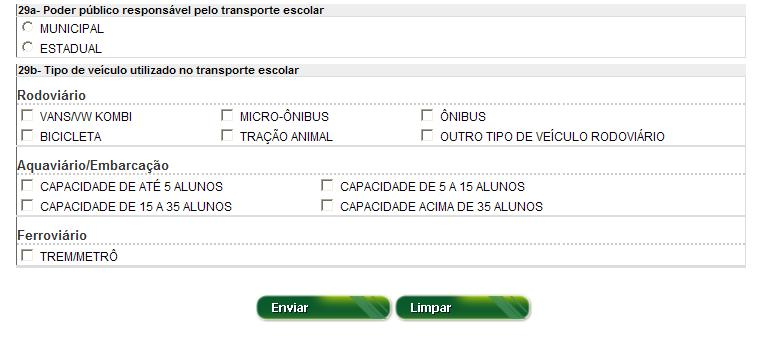 29a- Poder público responsável pelo transporte escolar
MUNICIPAL
ESTADUAL
29b- Tipo de veículo utilizado no transporte escolar
Rodoviário
VANS/VW KOMBI MICRO-ÔNIBUS ÔNIBUS
BICICLETA TRAÇÃO ANIMAL OUTRO TIPO DE VEÍCULO RODOVIÁRIO
Aquaviário/Embarcação
CAPACIDADE DE ATÉ 5 ALUNOS CAPACIDADE DE 5 A 15 ALUNOS
CAPACIDADE DE 15 A 35 ALUNOS CAPACIDADE ACIMA DE 35 ALUNOS
Ferroviário
TREM/METRÔ
Enviar Limpar